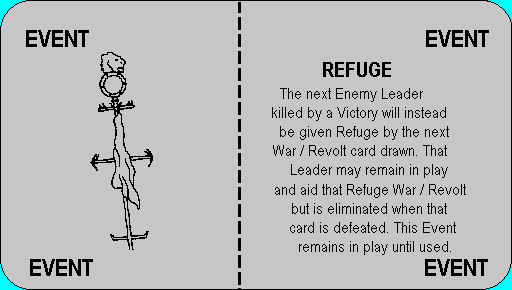 EVENT
EVENT
REFUGE
The next Enemy Leader
killed by a Victory will instead
be given Refuge by the next
War / Revolt card drawn. That
Leader may remain in play
and aid that Refuge War / Revolt
but is eliminated when that
card is defeated. This Event
remains in play until used.
EVENT
EVENT